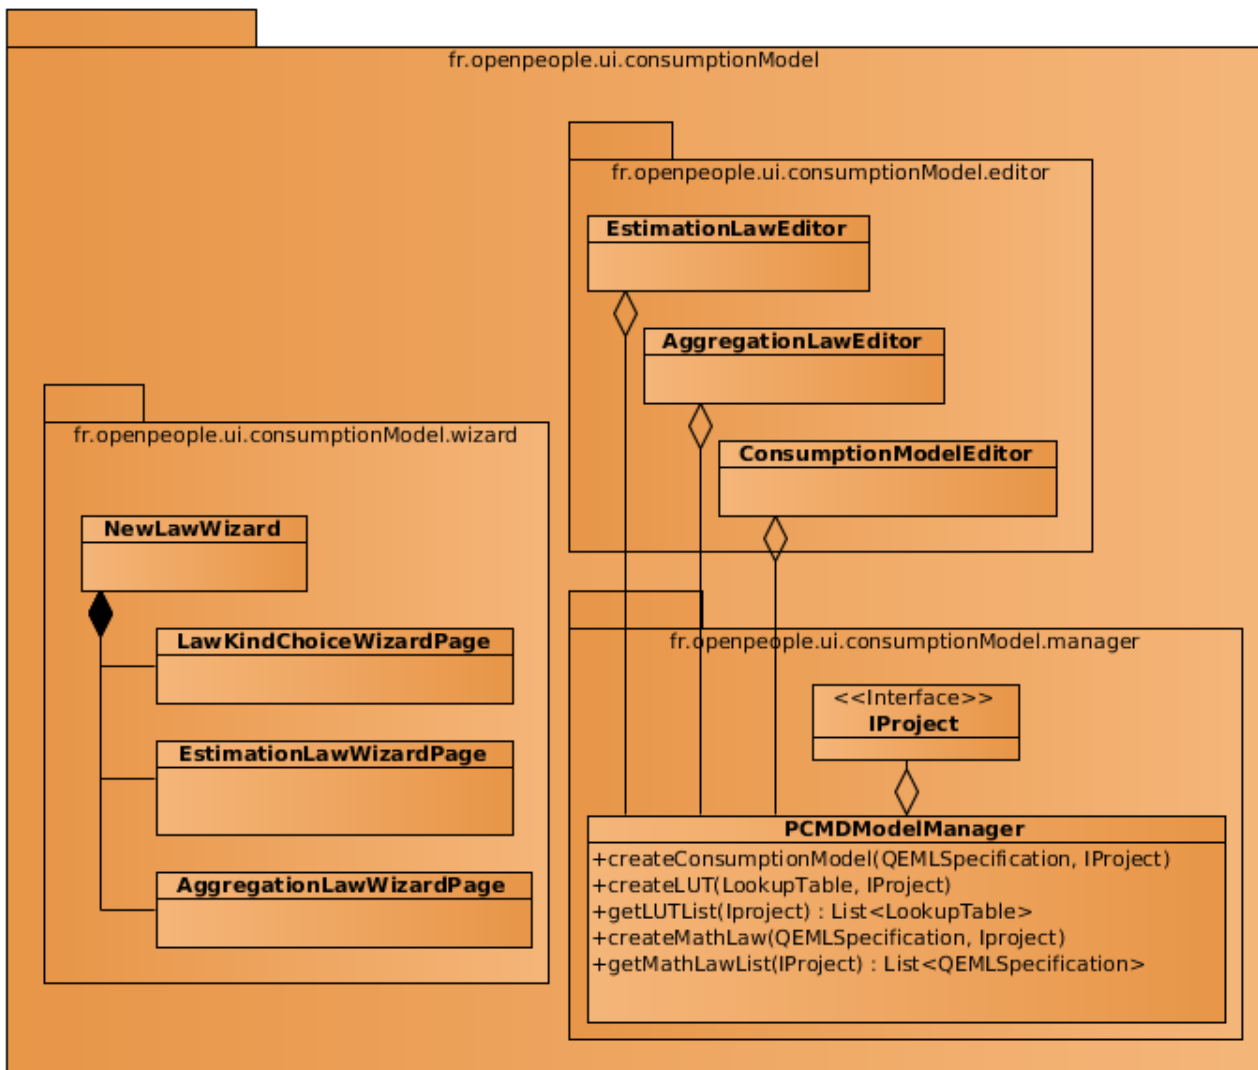 fr.openpeople.ui.consumptionModel
fr.openpeople.ui.consumptionModel.editor
EstimationLawEditor
AggregationLawEditor
ConsumptionModelEditor
fr.openpeople.ui.consumptionModel.wizard
NewLawWizard
LawKindChoiceWizardPage
EstimationLawWizardPage
AggregationLawWizardPage
fr.openpeople.ui.consumptionModel.manager
<<Interface>>
IProject
PCMDModelManager
+createConsumptionModel(QEMLSpecification, IProject)
+createLUT(LookupTable, IProject)
+getLUTList(Iproject) : List<LookupTable>
+createMathLaw(QEMLSpecification, Iproject)
+getMathLawList(IProject) : List<QEMLSpecification>